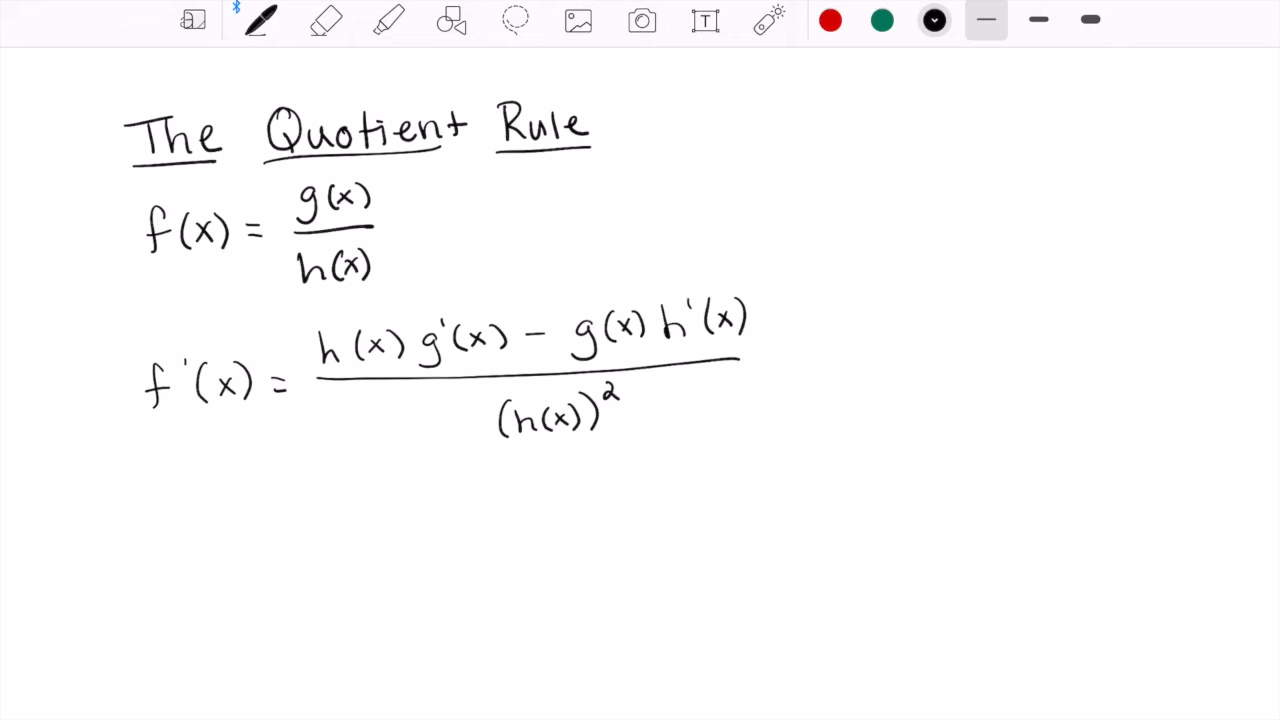 The Quotient Rule
f(x) = g(x) / h(x)
f'(x) = h(x) g'(x) - g(x) h'(x) / (h(x))²